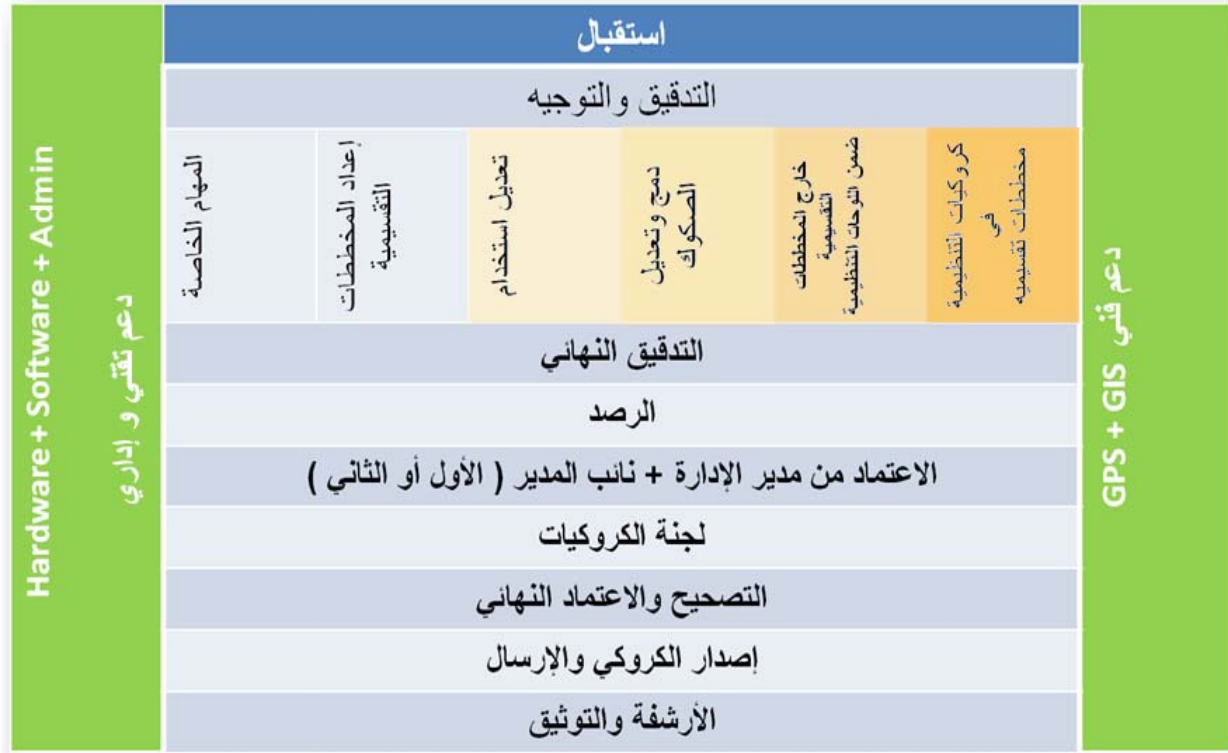 استقبال
التدقيق والتوجيه
كروكيات التنظيمية
في
مخططات تقسيميه
خارج المخططات
التقسيمية
ضمن اللوحات التنظيمية
دمج وتعديل
الصكوك
تعديل استخدام
إعداد المخططات
التقسيمية
المهام الخاصة
التدقيق النهائي
الرصد
الاعتماد من مدير الإدارة + نائب المدير ( الأول أو الثاني )
لجنة الكروكيات
التصحيح والاعتماد النهائي
إصدار الكروكي والإرسال
الأرشفة والتوثيق
GPS + GIS دعم فني
Hardware + Software + Admin
دعم تقني و إداري